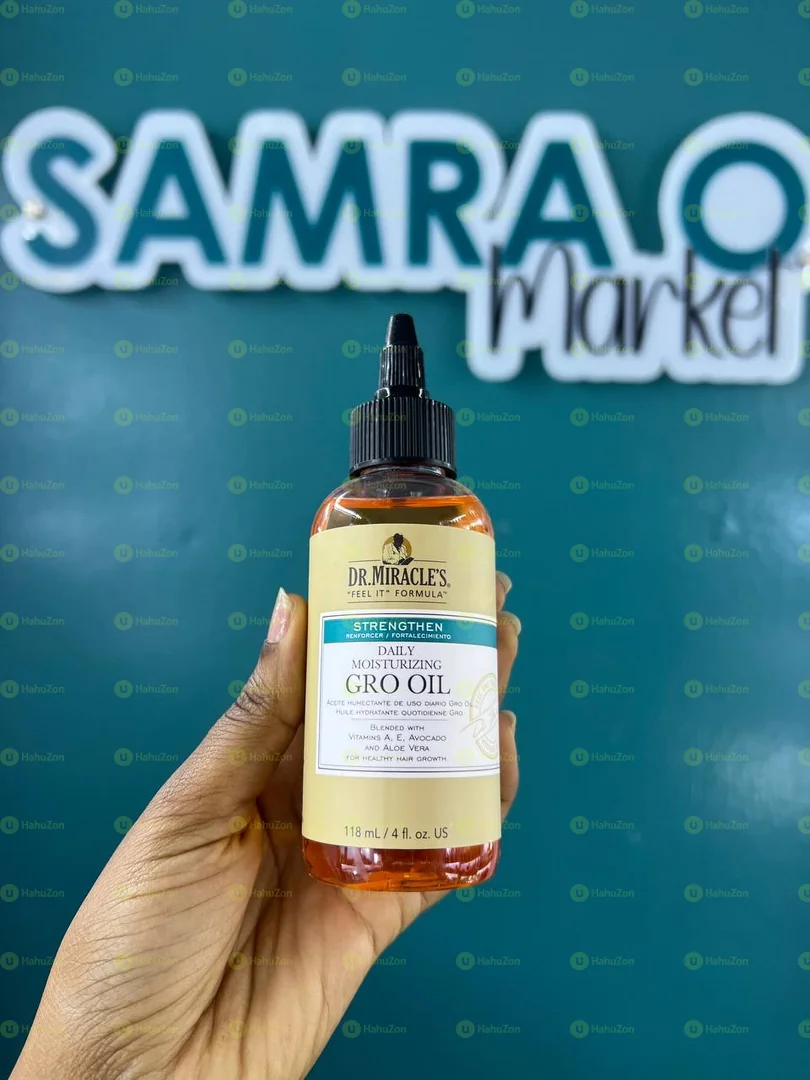 SAMRA O
Market
DR.MIRACLE'S®
"FEEL IT" FORMULA™
STRENGTHEN
RENFORCER / FORTALECIMIENTO
DAILY
MOISTURIZING
GRO OIL
ACEITE HUMECTANTE DE USO DIARIO GRO OIL
HUILE HYDRATANTE QUOTIDIENNE GRO
BLENDED WITH
VITAMINS A, E, AVOCADO
AND ALOE VERA
FOR HEALTHY HAIR GROWTH
118 mL / 4 fl. oz. US
HahuZon